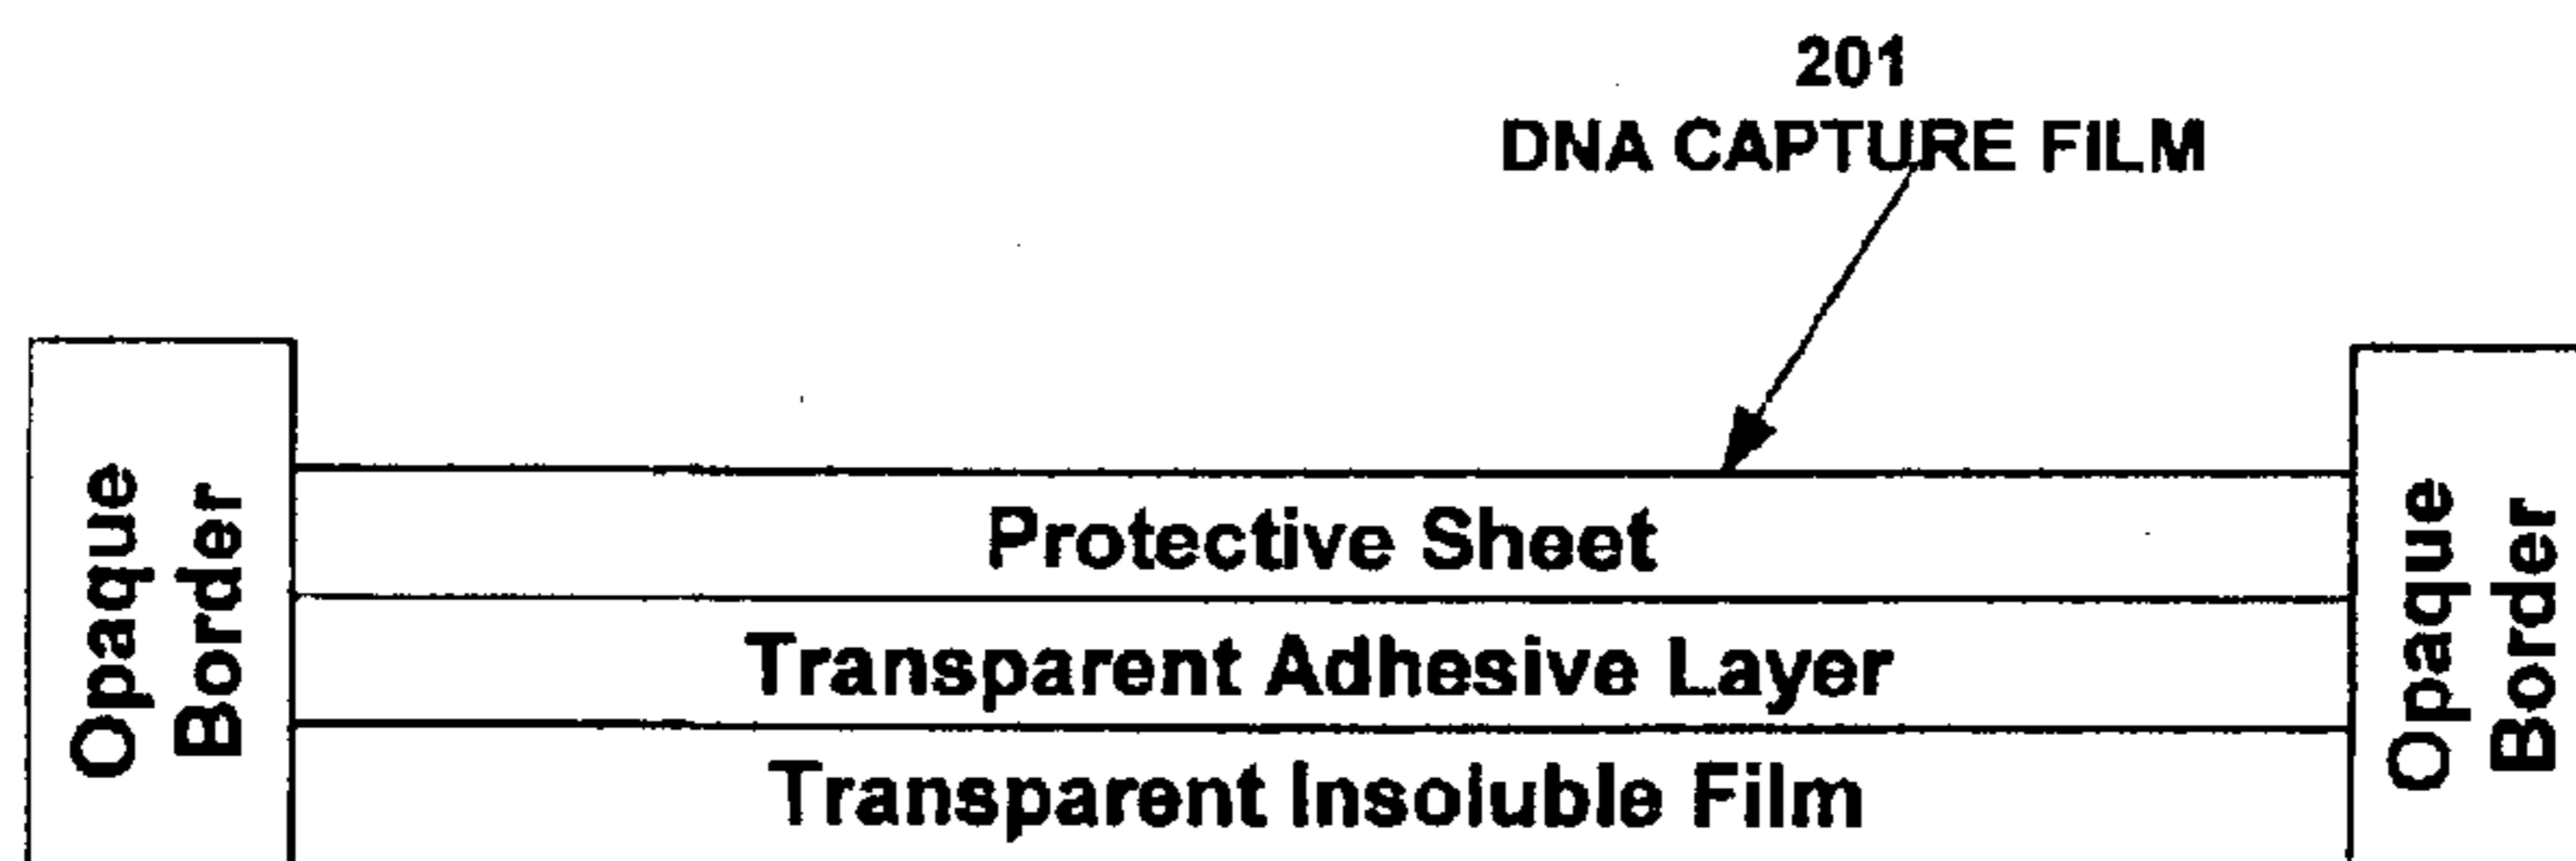 201
DNA CAPTURE FILM
Opaque
Border
Protective Sheet
Transparent Adhesive Layer
Transparent Insoluble Film
Opaque
Border